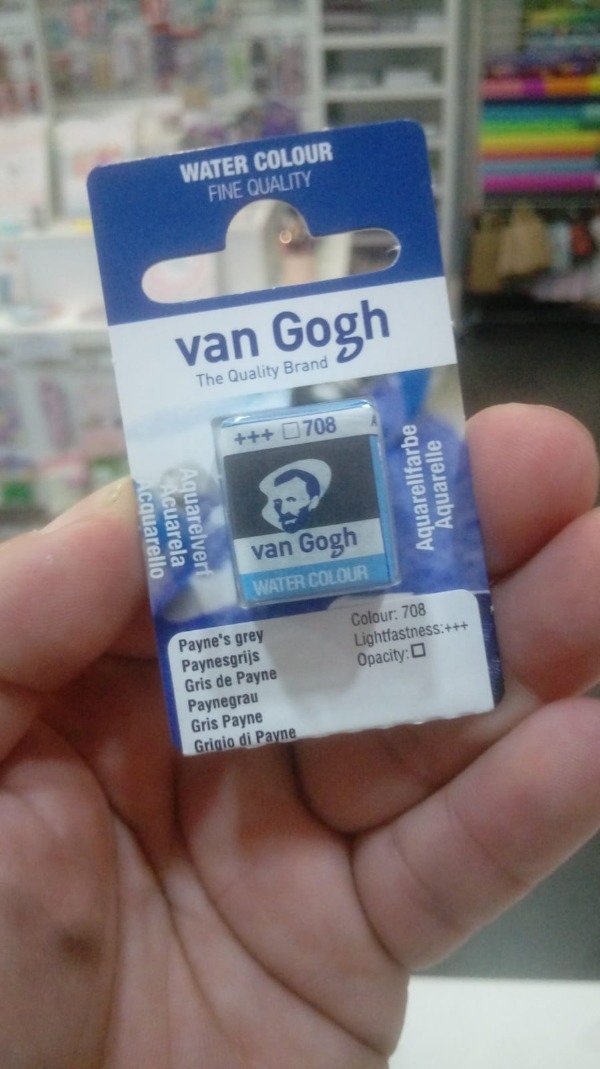 WATER COLOUR
FINE QUALITY
van Gogh
The Quality Brand
+++ □ 708 A
van Gogh
WATER COLOUR
Aquarelverf
Acuarela
Acquarello
Aquarellfarbe
Aquarelle
Payne's grey
Paynesgrijs
Gris de Payne
Paynegrau
Gris Payne
Grigio di Payne
Colour: 708
Lightfastness:+++
Opacity: □